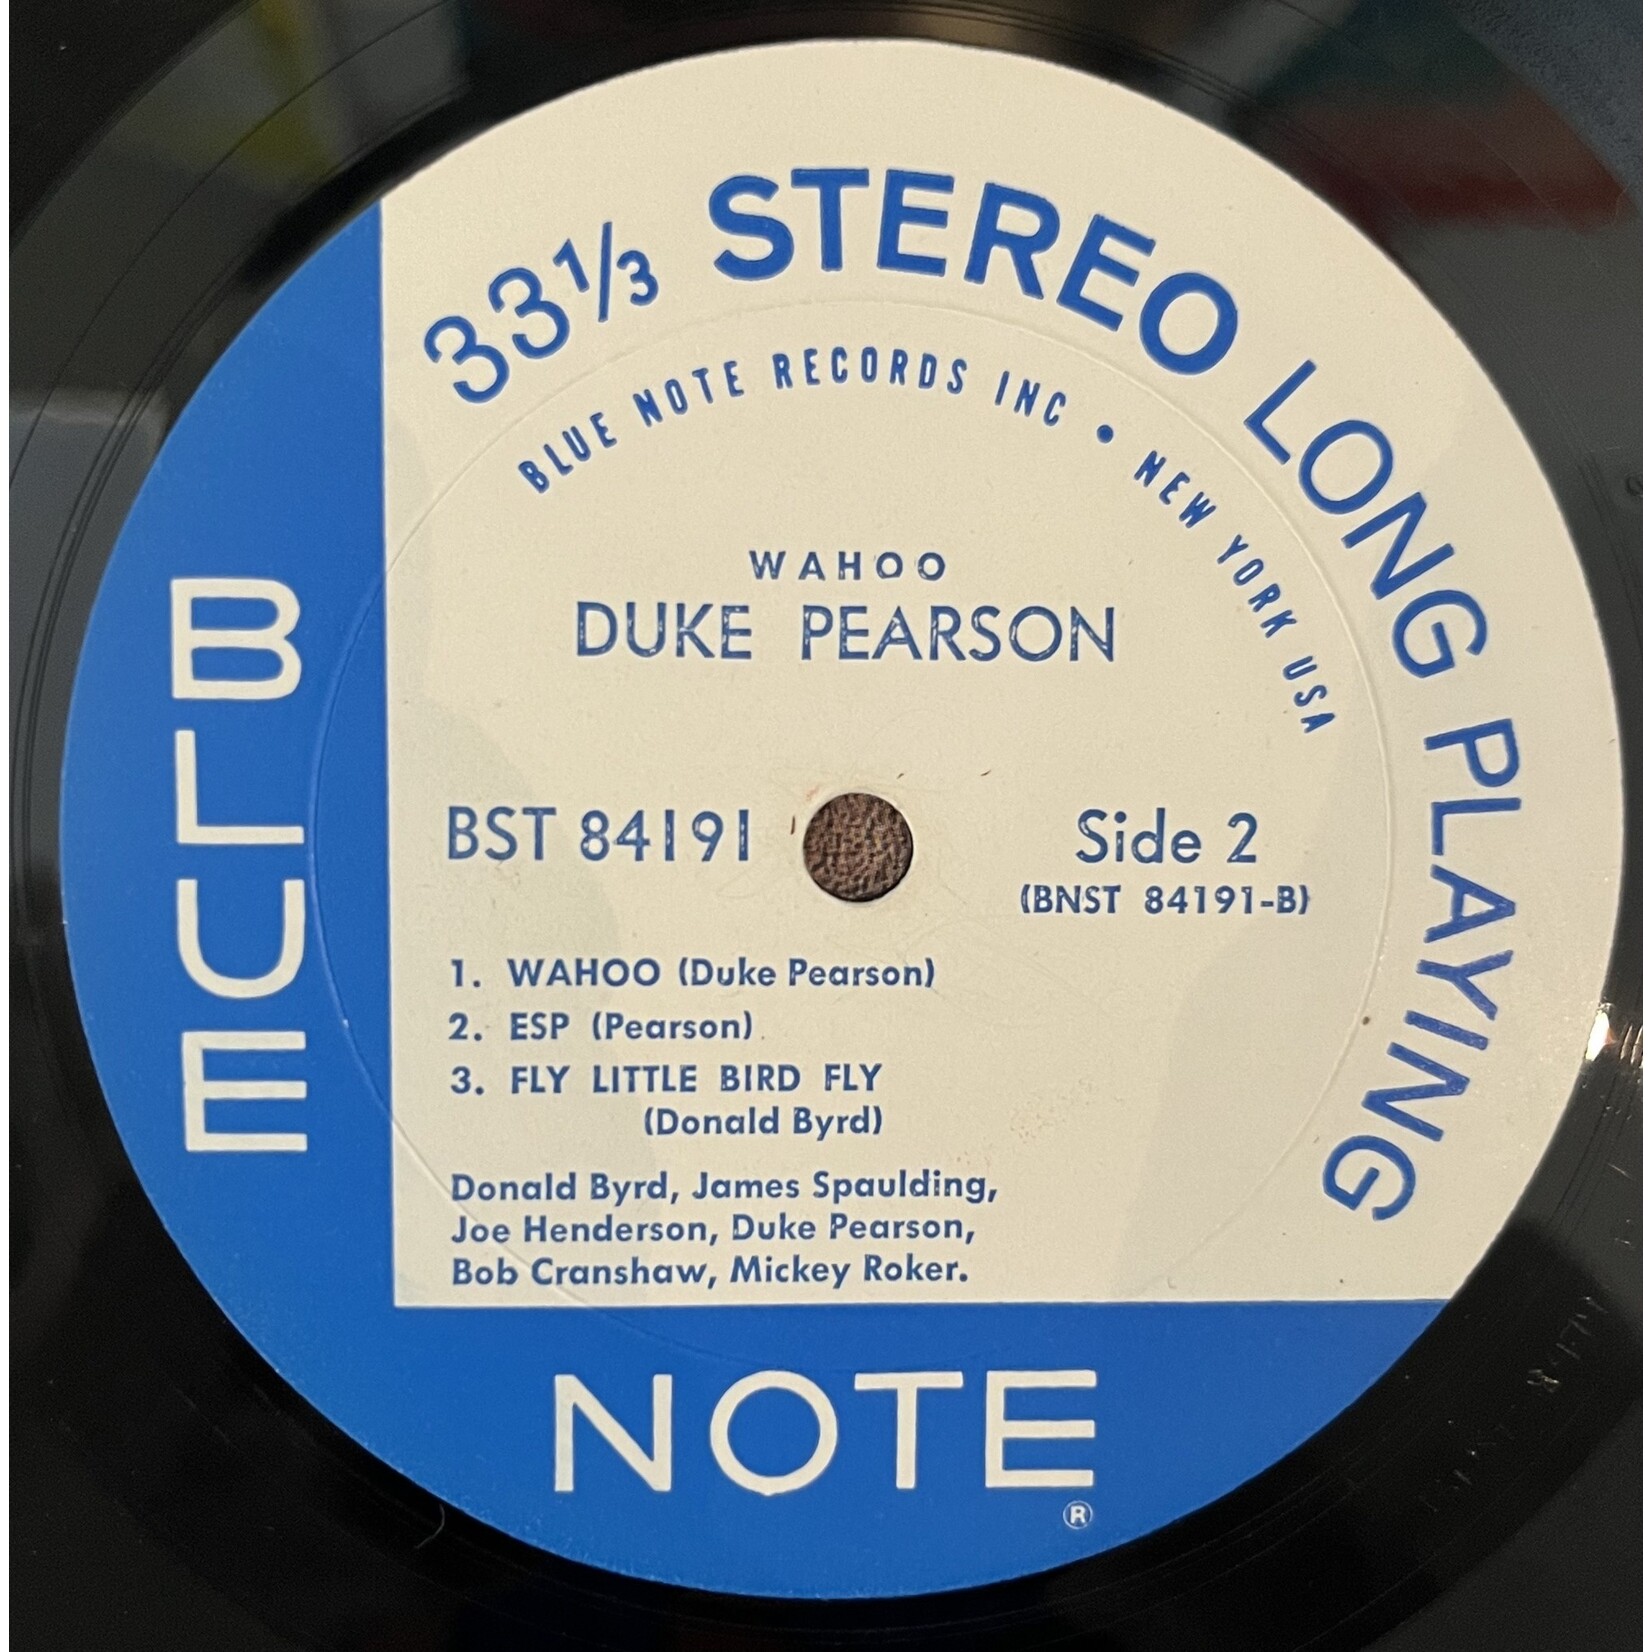 33⅓ STEREO LONG PLAYING
BLUE NOTE RECORDS INC • NEW YORK USA
WAHOO
DUKE PEARSON
BST 84191
Side 2
(BNST 84191-B)
1. WAHOO (Duke Pearson)
2. ESP (Pearson)
3. FLY LITTLE BIRD FLY
(Donald Byrd)
Donald Byrd, James Spaulding,
Joe Henderson, Duke Pearson,
Bob Cranshaw, Mickey Roker.
BLUE
NOTE
®